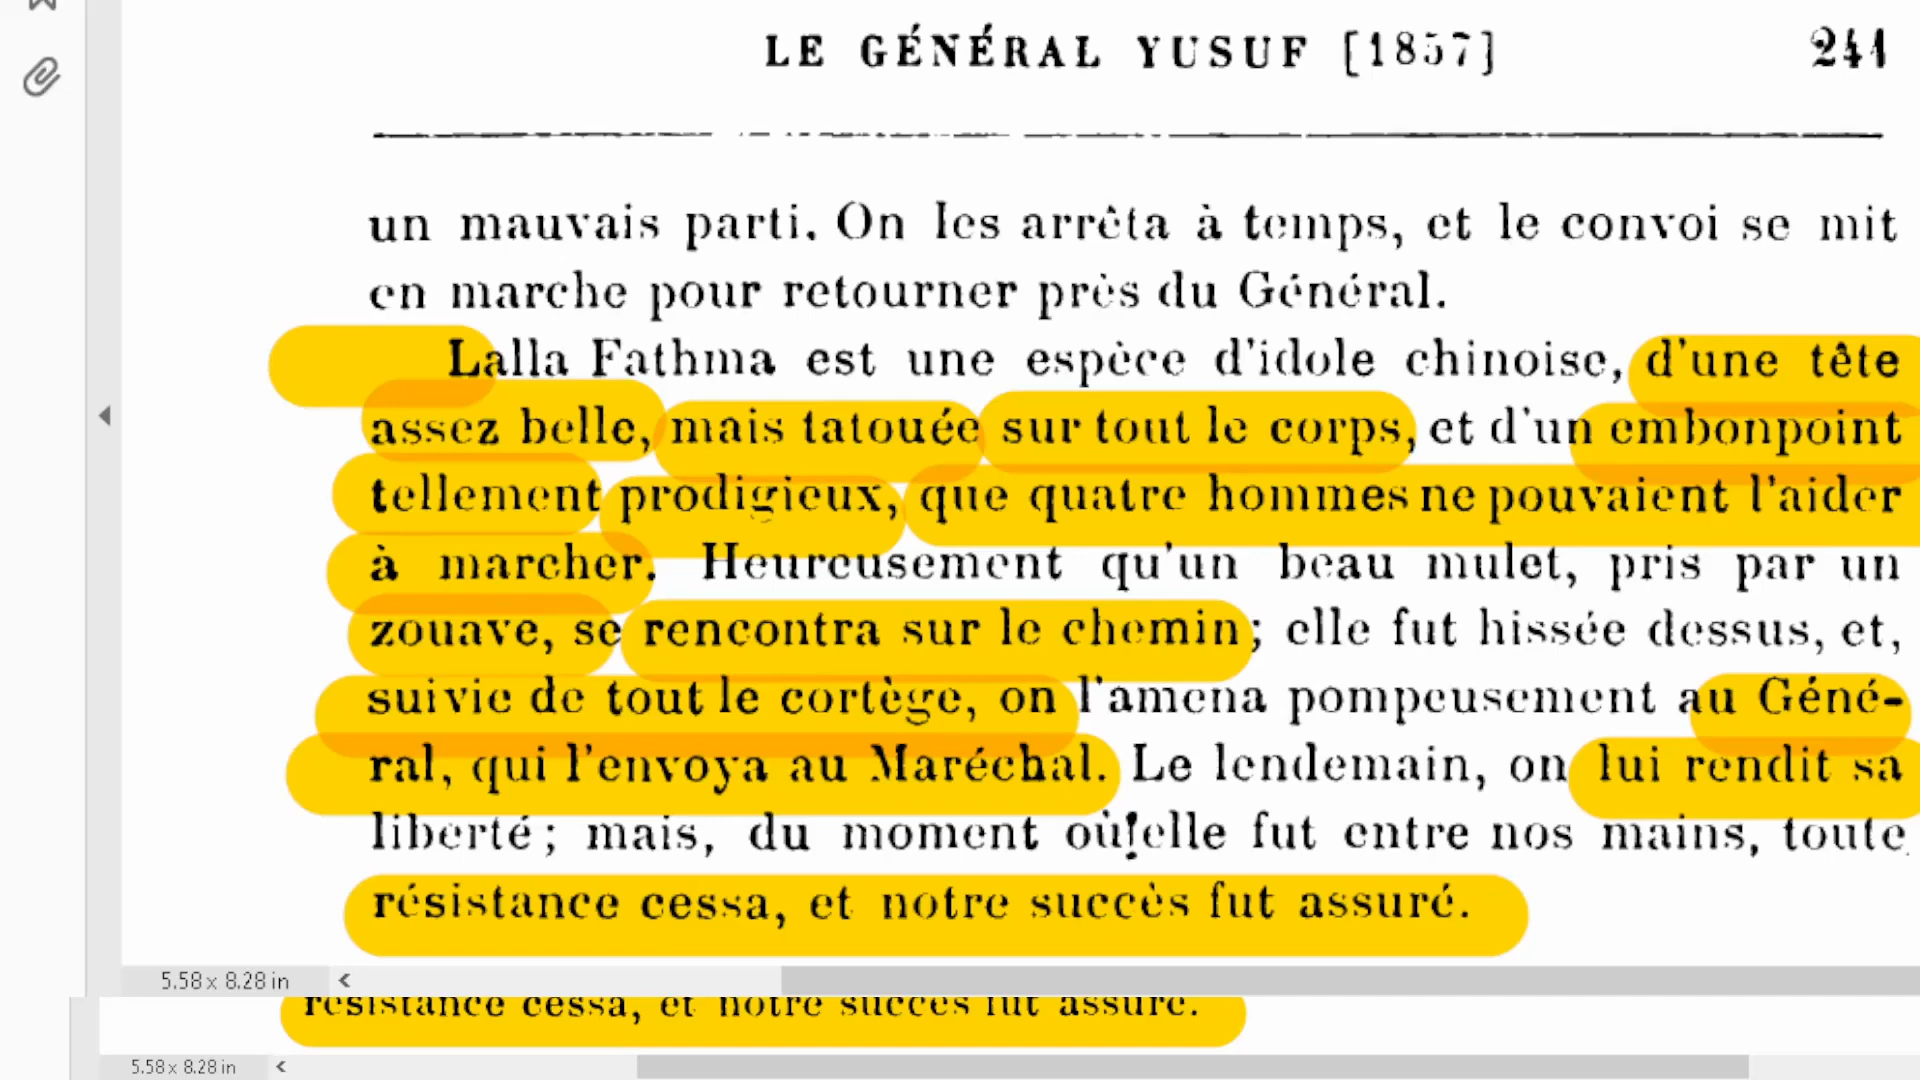 LE GÉNÉRAL YUSUF [1857] 241
un mauvais parti. On les arrêta à temps, et le convoi se mit
en marche pour retourner près du Général.
Lalla Fathma est une espèce d'idole chinoise, d'une tête
assez belle, mais tatouée sur tout le corps, et d'un embonpoint
tellement prodigieux, que quatre hommes ne pouvaient l'aider
à marcher. Heureusement qu'un beau mulet, pris par un
zouave, se rencontra sur le chemin; elle fut hissée dessus, et,
suivie de tout le cortège, on l'amena pompeusement au Géné-
ral, qui l'envoya au Maréchal. Le lendemain, on lui rendit sa
liberté; mais, du moment où elle fut entre nos mains, toute
résistance cessa, et notre succès fut assuré.
5.58 x 8.28 in <
résistance cessa, et notre succès fut assuré.
5.58 x 8.28 in <